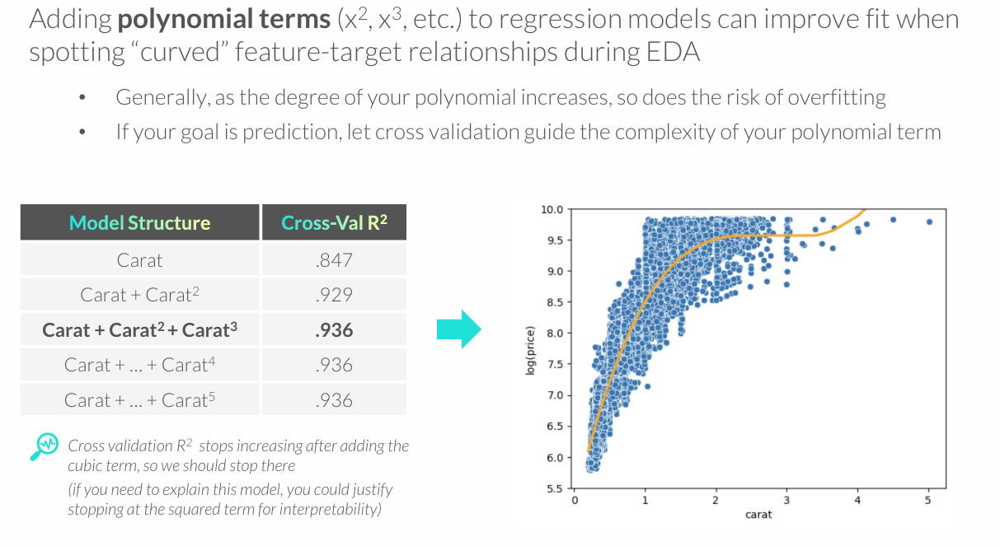 Adding polynomial terms (x², x³, etc.) to regression models can improve fit when
spotting “curved” feature-target relationships during EDA
• Generally, as the degree of your polynomial increases, so does the risk of overfitting
• If your goal is prediction, let cross validation guide the complexity of your polynomial term
Model Structure Cross-Val R²
Carat .847
Carat + Carat² .929
Carat + Carat² + Carat³ .936
Carat + ... + Carat⁴ .936
Carat + ... + Carat⁵ .936
Cross validation R² stops increasing after adding the
cubic term, so we should stop there
(if you need to explain this model, you could justify
stopping at the squared term for interpretability)
10.0
9.5
9.0
8.5
8.0
7.5
7.0
6.5
6.0
5.5
log(price)
0 1 2 3 4 5
carat